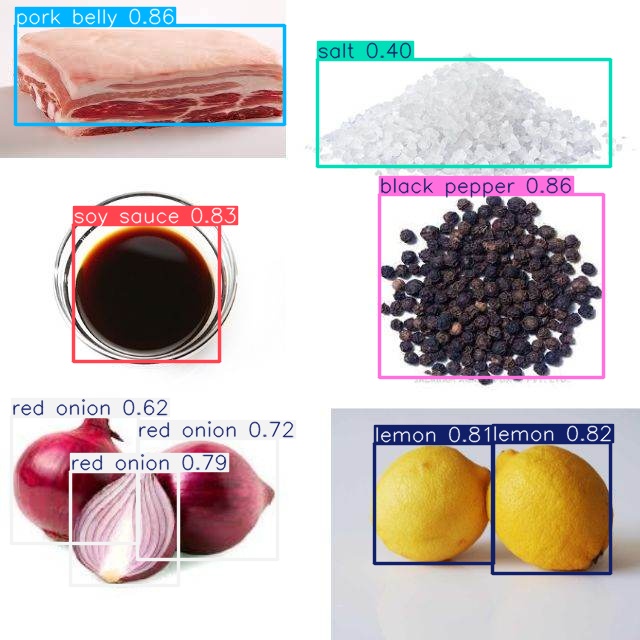 pork belly 0.86
salt 0.40
black pepper 0.86
soy sauce 0.83
red onion 0.62
red onion 0.72
red onion 0.79
lemon 0.81
lemon 0.82